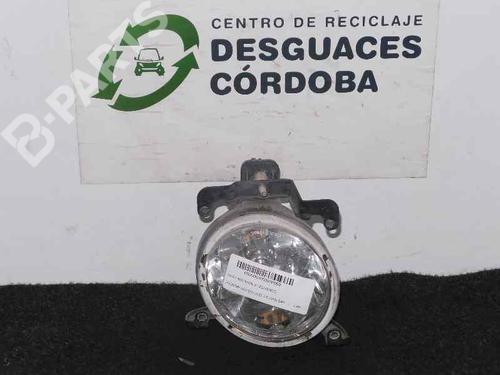 CENTRO DE RECICLAJE
DESGUACES
CÓRDOBA
B-PARTS